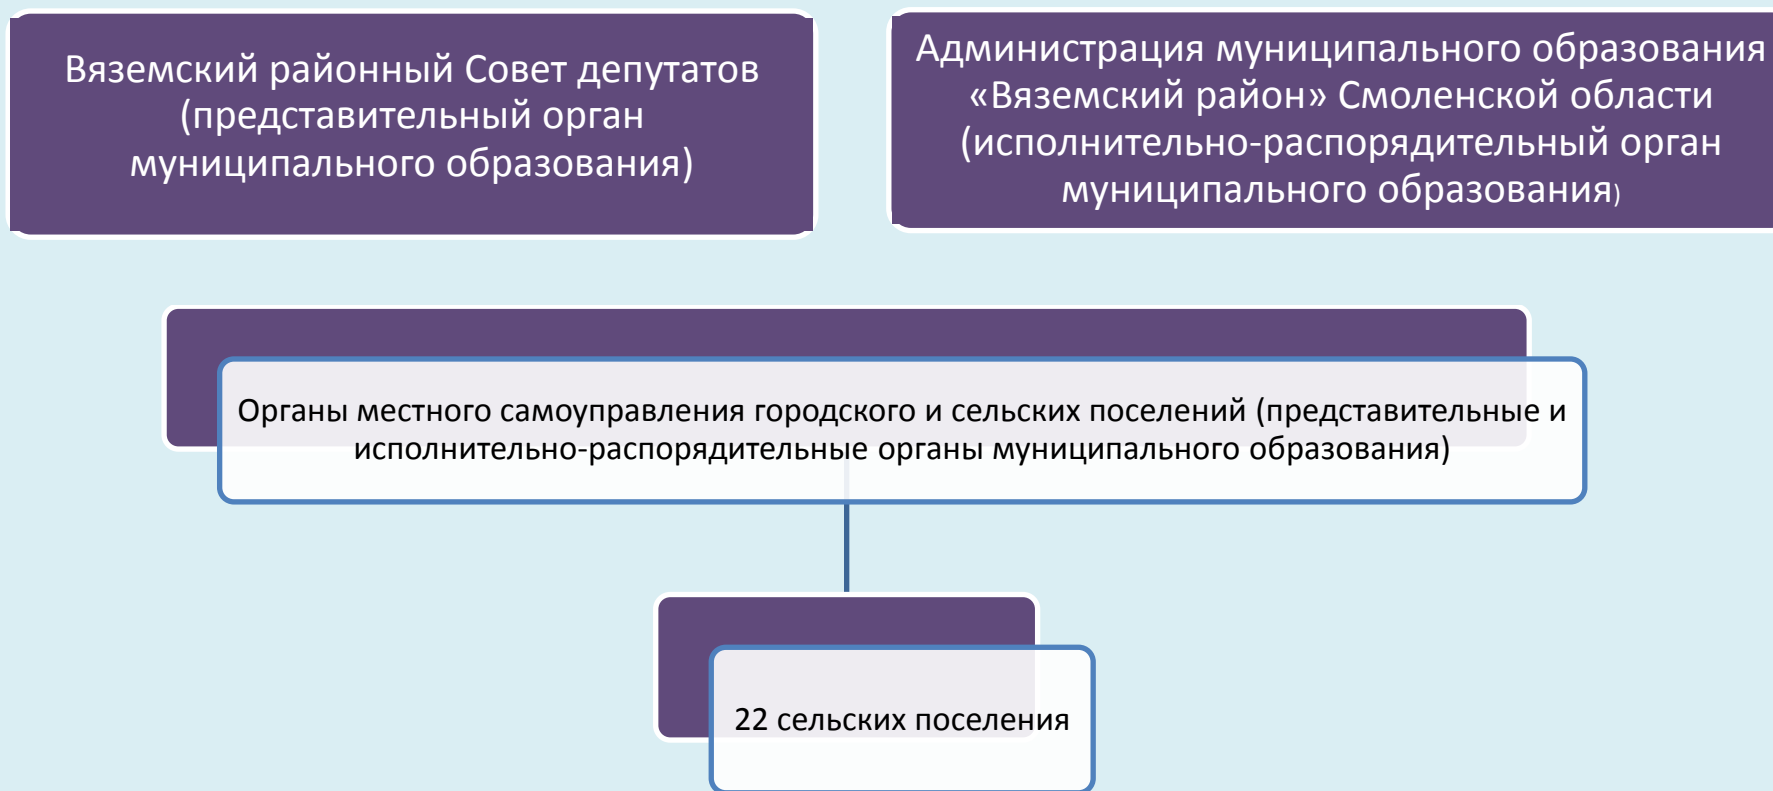 Вяземский районный Совет депутатов
(представительный орган
муниципального образования)
Администрация муниципального образования
«Вяземский район» Смоленской области
(исполнительно-распорядительный орган
муниципального образования)
Органы местного самоуправления городского и сельских поселений (представительные и
исполнительно-распорядительные органы муниципального образования)
22 сельских поселения